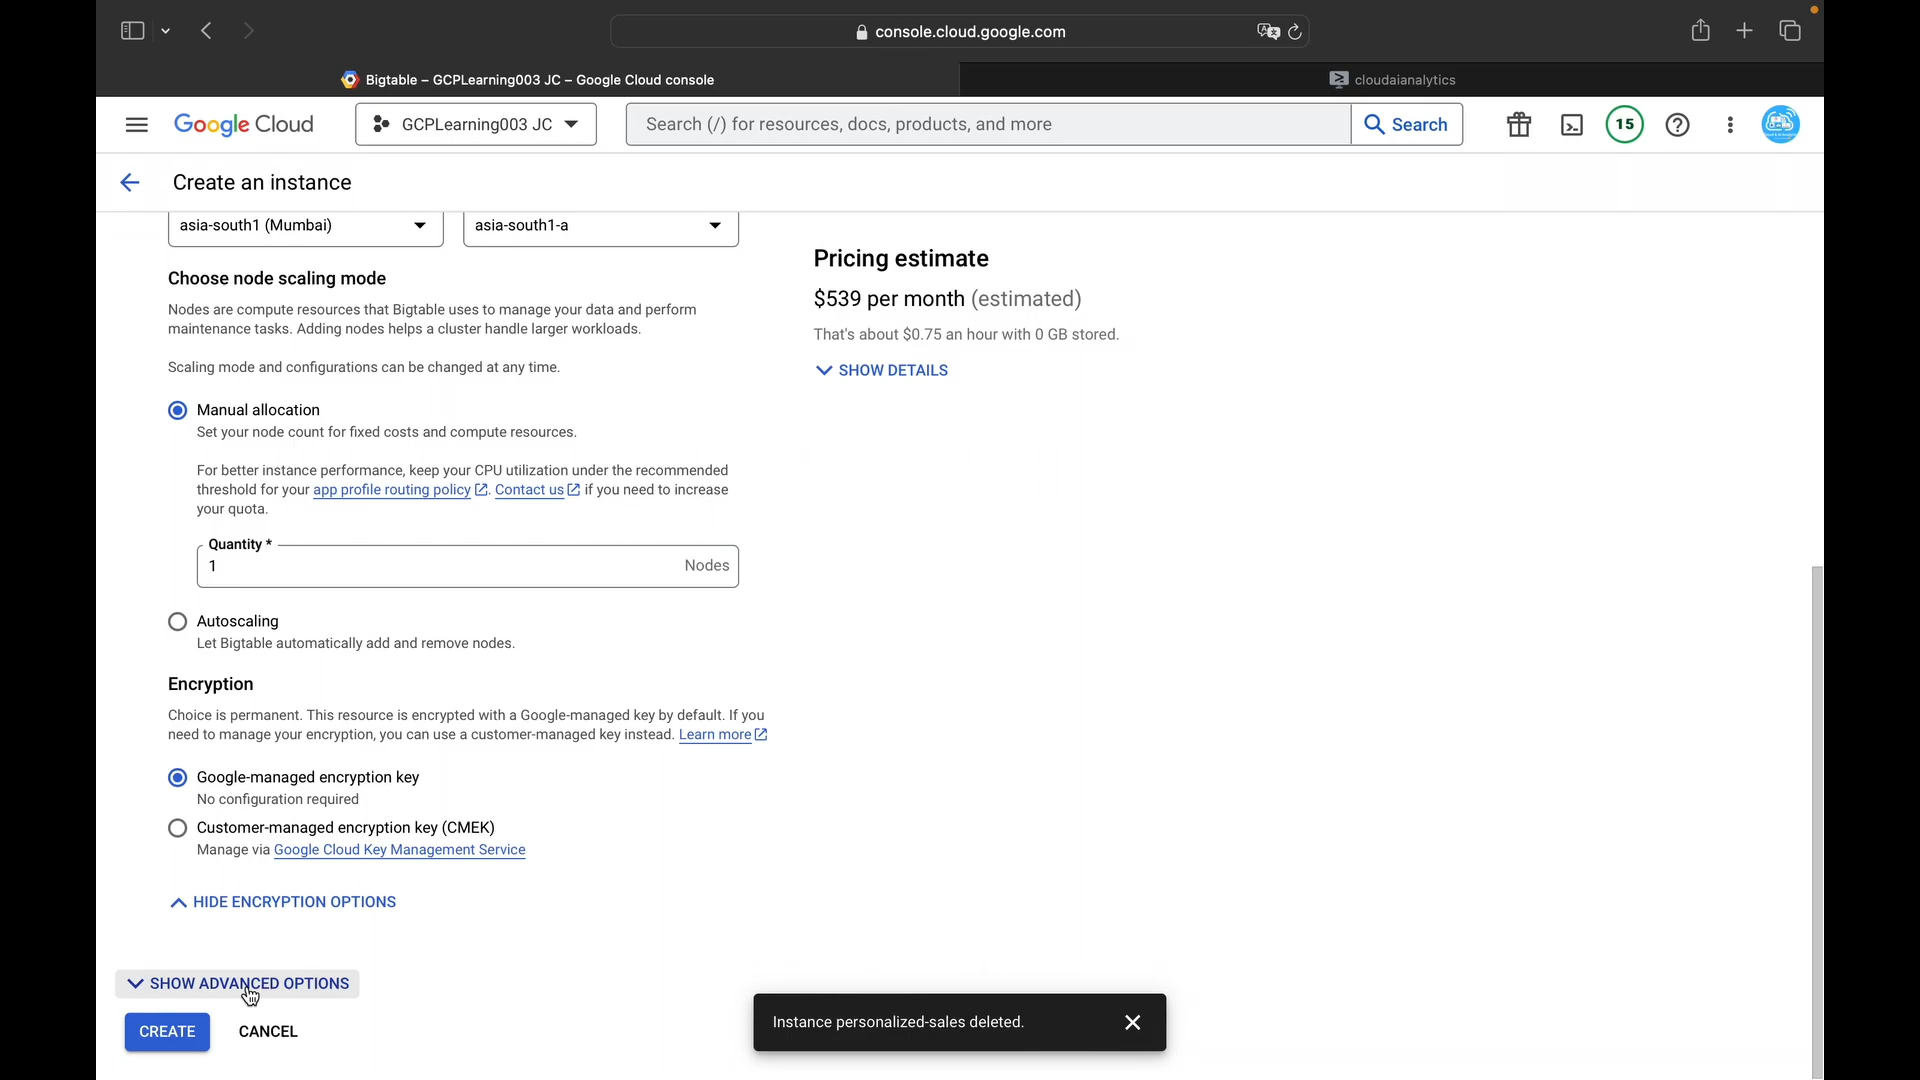 console.cloud.google.com
Bigtable – GCPLearning003 JC – Google Cloud console
cloudaianalytics
Google Cloud
GCPLearning003 JC
Search (/) for resources, docs, products, and more
Search
15
Create an instance
asia-south1 (Mumbai)
asia-south1-a
Choose node scaling mode
Nodes are compute resources that Bigtable uses to manage your data and perform
maintenance tasks. Adding nodes helps a cluster handle larger workloads.
Scaling mode and configurations can be changed at any time.
Manual allocation
Set your node count for fixed costs and compute resources.
For better instance performance, keep your CPU utilization under the recommended
threshold for your app profile routing policy. Contact us if you need to increase
your quota.
Quantity *
1
Nodes
Autoscaling
Let Bigtable automatically add and remove nodes.
Encryption
Choice is permanent. This resource is encrypted with a Google-managed key by default. If you
need to manage your encryption, you can use a customer-managed key instead. Learn more
Google-managed encryption key
No configuration required
Customer-managed encryption key (CMEK)
Manage via Google Cloud Key Management Service
HIDE ENCRYPTION OPTIONS
SHOW ADVANCED OPTIONS
CREATE
CANCEL
Pricing estimate
$539 per month (estimated)
That's about $0.75 an hour with 0 GB stored.
SHOW DETAILS
Instance personalized-sales deleted.